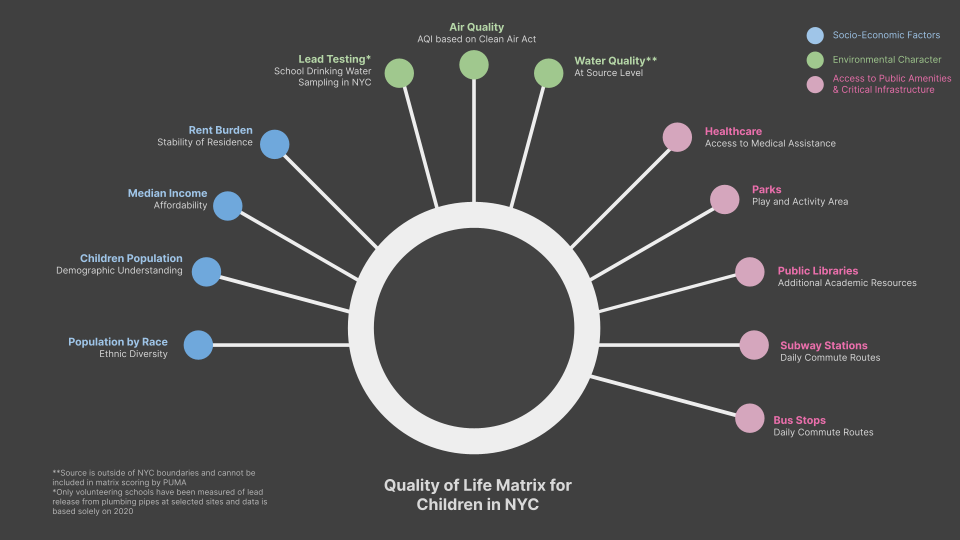 Air Quality
AQI based on Clean Air Act
Lead Testing*
School Drinking Water
Sampling in NYC
Water Quality**
At Source Level
Socio-Economic Factors
Environmental Character
Access to Public Amenities
& Critical Infrastructure
Rent Burden
Stability of Residence
Healthcare
Access to Medical Assistance
Median Income
Affordability
Parks
Play and Activity Area
Children Population
Demographic Understanding
Public Libraries
Additional Academic Resources
Population by Race
Ethnic Diversity
Subway Stations
Daily Commute Routes
Bus Stops
Daily Commute Routes
**Source is outside of NYC boundaries and cannot be
included in matrix scoring by PUMA
*Only volunteering schools have been measured of lead
release from plumbing pipes at selected sites and data is
based solely on 2020
Quality of Life Matrix for
Children in NYC